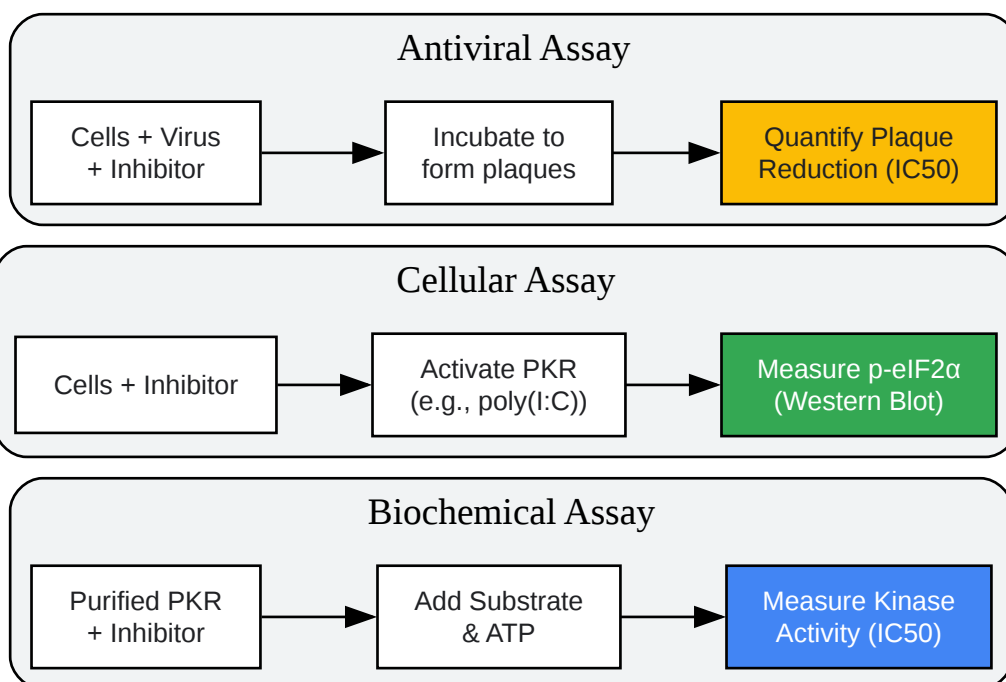 Antiviral Assay
Cells + Virus
+ Inhibitor
Incubate to
form plaques
Quantify Plaque
Reduction (IC50)
Cellular Assay
Cells + Inhibitor
Activate PKR
(e.g., poly(I:C))
Measure p-eIF2α
(Western Blot)
Biochemical Assay
Purified PKR
+ Inhibitor
Add Substrate
& ATP
Measure Kinase
Activity (IC50)